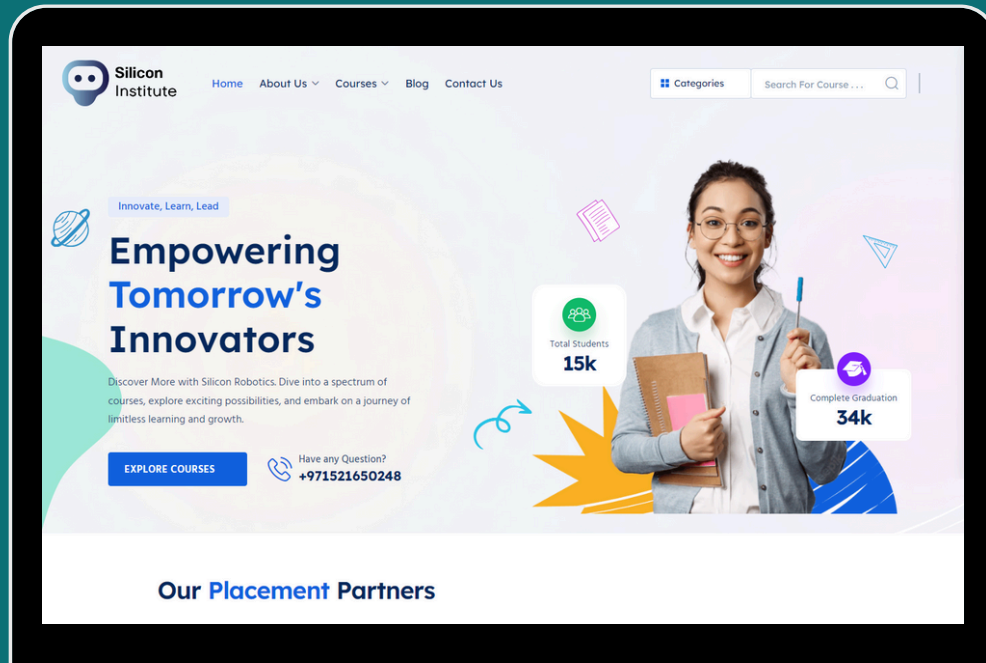 Silicon
Institute
Home About Us Courses Blog Contact Us
Categories Search For Course . . .
Innovate, Learn, Lead
Empowering
Tomorrow's
Innovators
Discover More with Silicon Robotics. Dive into a spectrum of
courses, explore exciting possibilities, and embark on a journey of
limitless learning and growth.
EXPLORE COURSES
Have any Question?
+971521650248
Total Students
15k
Complete Graduation
34k
Our Placement Partners